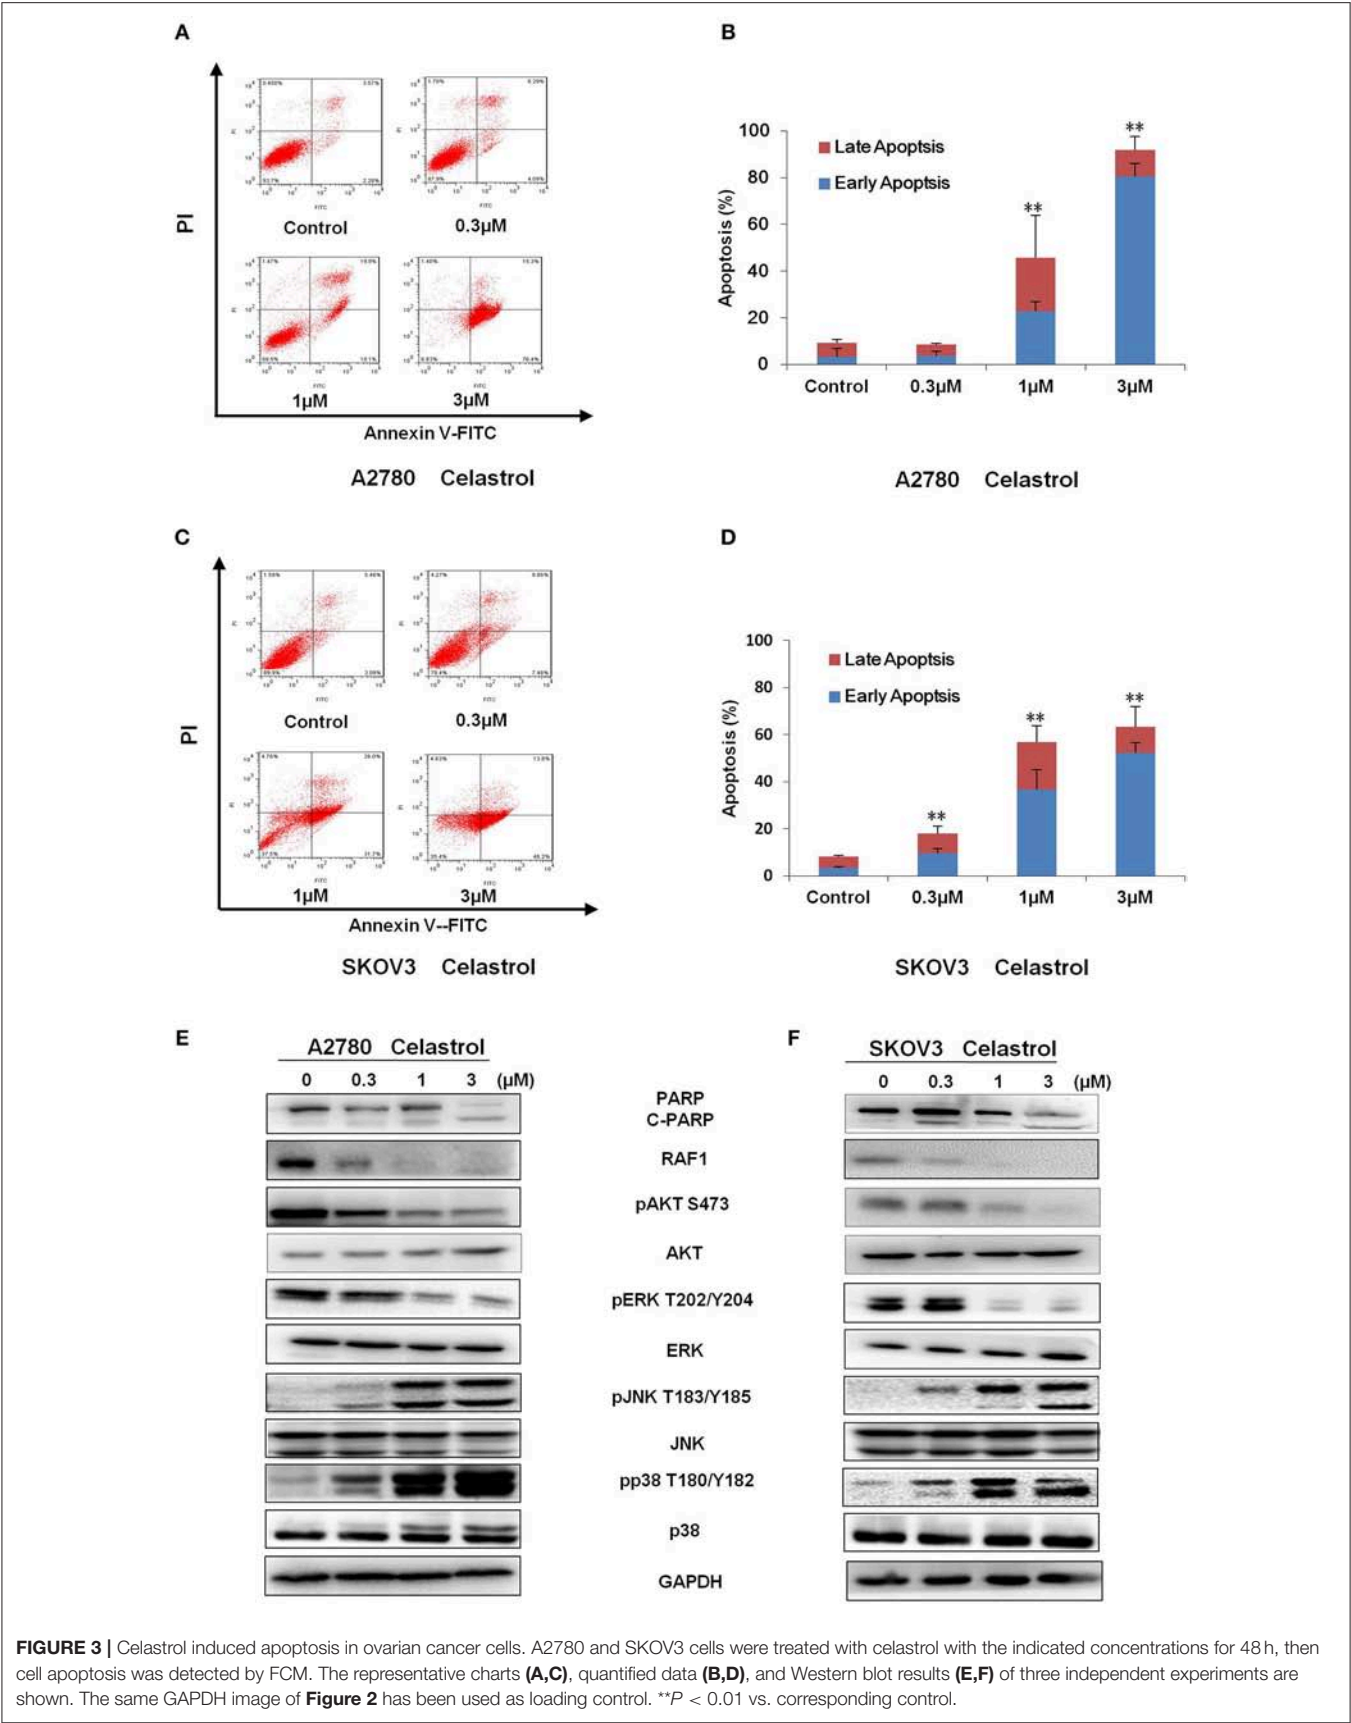 A
B
PI
Control
0.3µM
1µM
3µM
Annexin V-FITC
A2780 Celastrol
Apoptosis (%)
100
80
60
40
20
0
Late Apoptsis
Early Apoptsis
**
**
Control
0.3µM
1µM
3µM
A2780 Celastrol
C
D
PI
Control
0.3µM
1µM
3µM
Annexin V--FITC
SKOV3 Celastrol
Apoptosis (%)
100
80
60
40
20
0
Late Apoptsis
Early Apoptsis
**
**
**
Control
0.3µM
1µM
3µM
SKOV3 Celastrol
E
A2780 Celastrol
0 0.3 1 3 (µM)
F
SKOV3 Celastrol
0 0.3 1 3 (µM)
PARP
C-PARP
RAF1
pAKT S473
AKT
pERK T202/Y204
ERK
pJNK T183/Y185
JNK
pp38 T180/Y182
p38
GAPDH
FIGURE 3 | Celastrol induced apoptosis in ovarian cancer cells. A2780 and SKOV3 cells were treated with celastrol with the indicated concentrations for 48 h, then
cell apoptosis was detected by FCM. The representative charts (A,C), quantified data (B,D), and Western blot results (E,F) of three independent experiments are
shown. The same GAPDH image of Figure 2 has been used as loading control. **P < 0.01 vs. corresponding control.